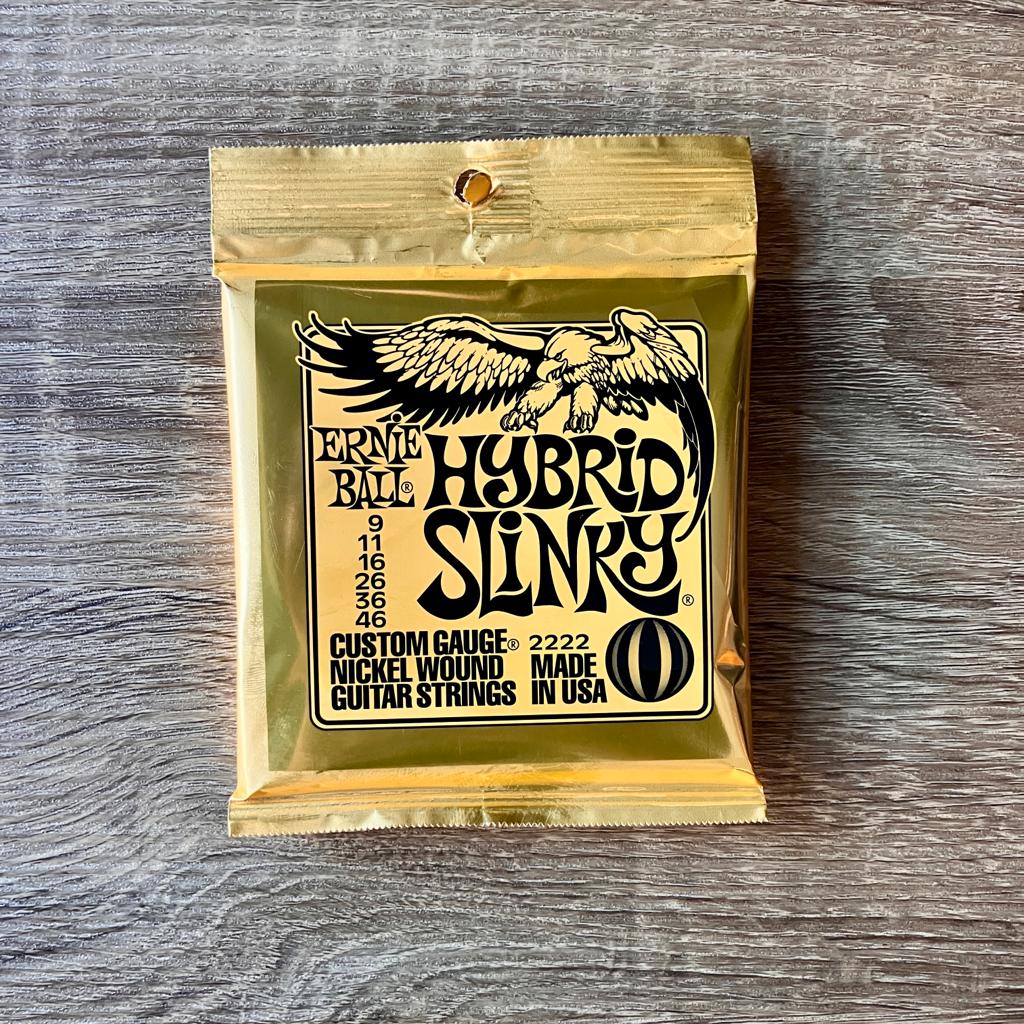 ERNiE
BALL®
HYBRiD
SLiNKY®
9
11
16
26
36
46
CUSTOM GAUGE®
NICKEL WOUND
GUITAR STRINGS
2222
MADE
IN USA